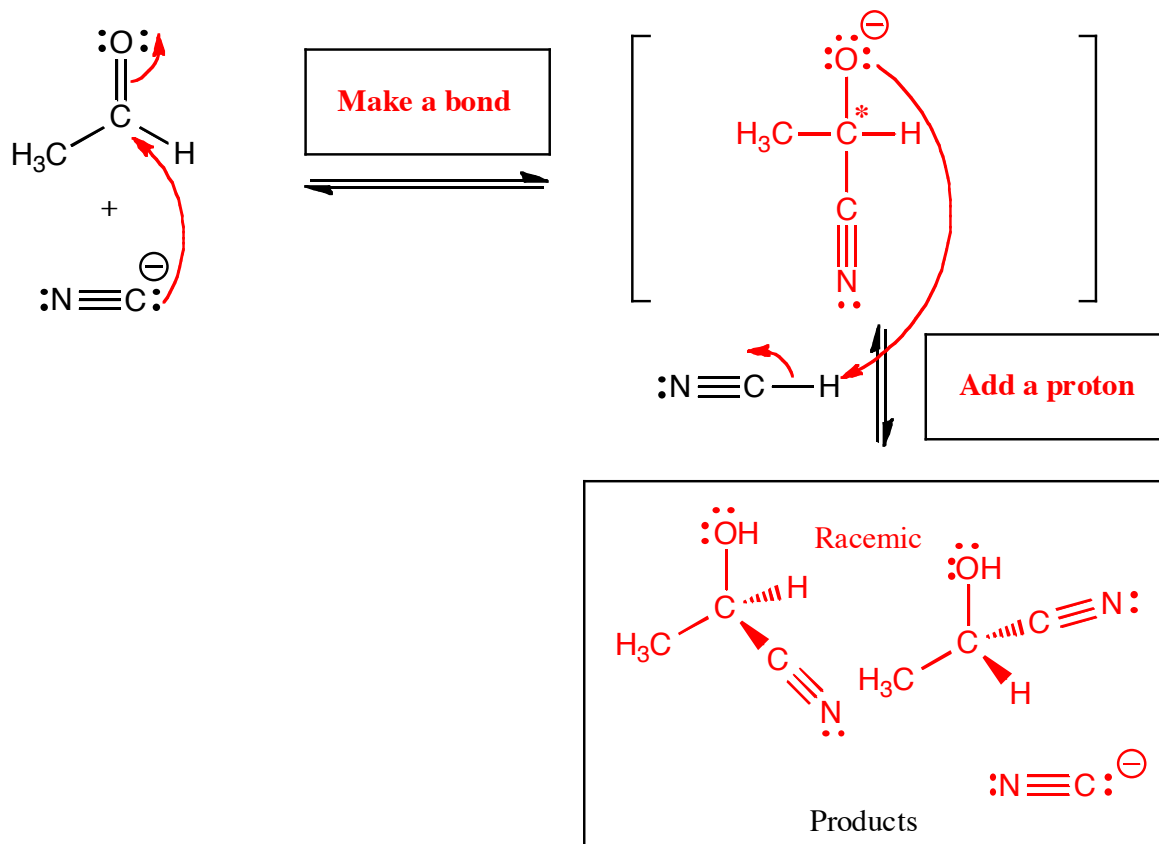 O
C
H₃C
H
+
N≡C:⊖
Make a bond
O⊖
H₃C—C*—H
C
N
:N≡C—H
Add a proton
OH
Racemic
OH
H
C
C
N
H₃C
C
C
H₃C
H
N
:N≡C:⊖
Products